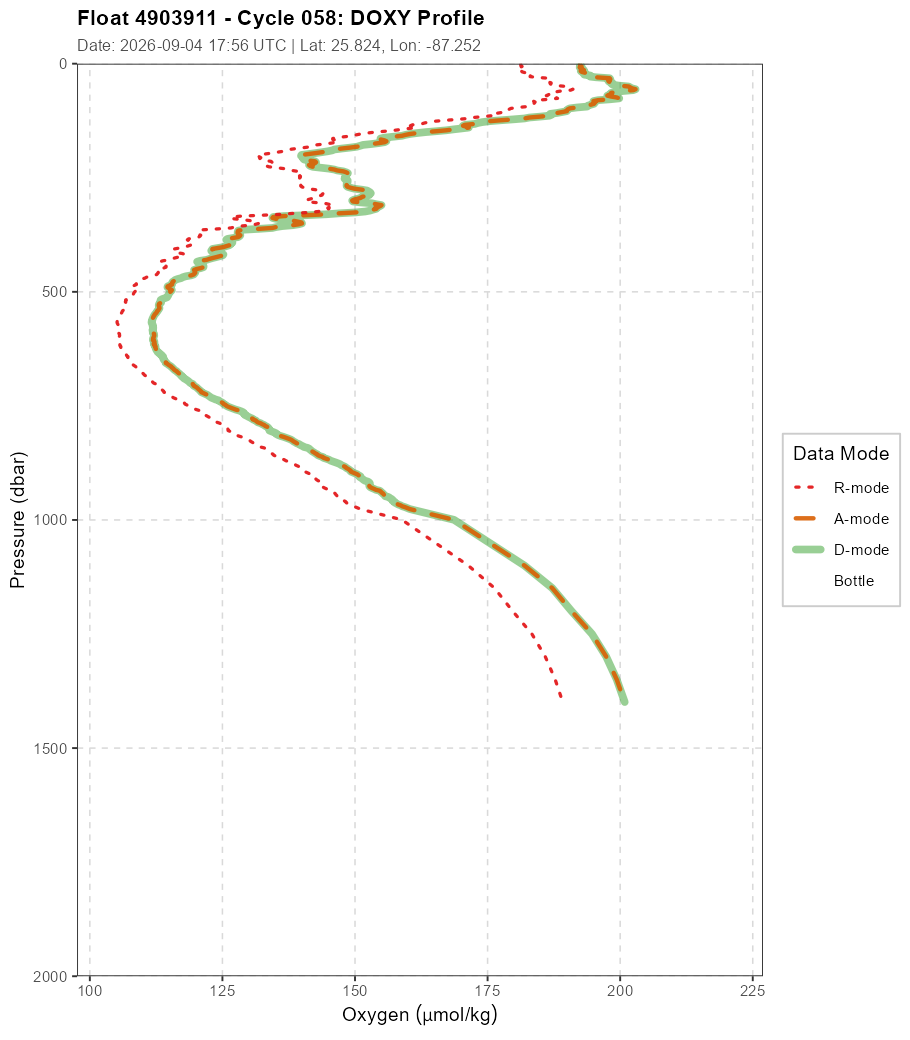 Float 4903911 - Cycle 058: DOXY Profile
Date: 2026-09-04 17:56 UTC | Lat: 25.824, Lon: -87.252
0
500
1000
1500
2000
Pressure (dbar)
100 125 150 175 200 225
Oxygen (μmol/kg)
Data Mode
R-mode
A-mode
D-mode
Bottle